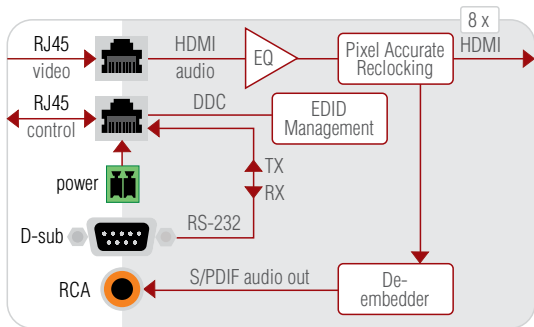 8 x
RJ45
HDMI
EQ
Pixel Accurate
HDMI
video
audio
Reclocking
RJ45
DDC
EDID
control
Management
TX
power
RX
RS-232
D-sub
S/PDIF audio out
De-
RCA
embedder